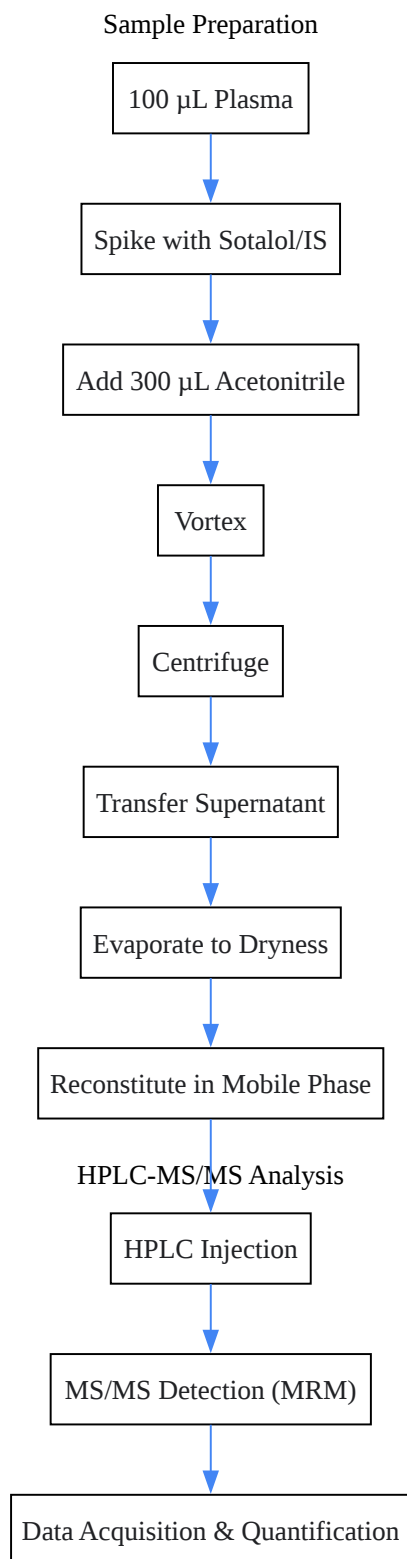 Sample Preparation
100 µL Plasma
Spike with Sotalol/IS
Add 300 µL Acetonitrile
Vortex
Centrifuge
Transfer Supernatant
Evaporate to Dryness
Reconstitute in Mobile Phase
HPLC-MS/MS Analysis
HPLC Injection
MS/MS Detection (MRM)
Data Acquisition & Quantification